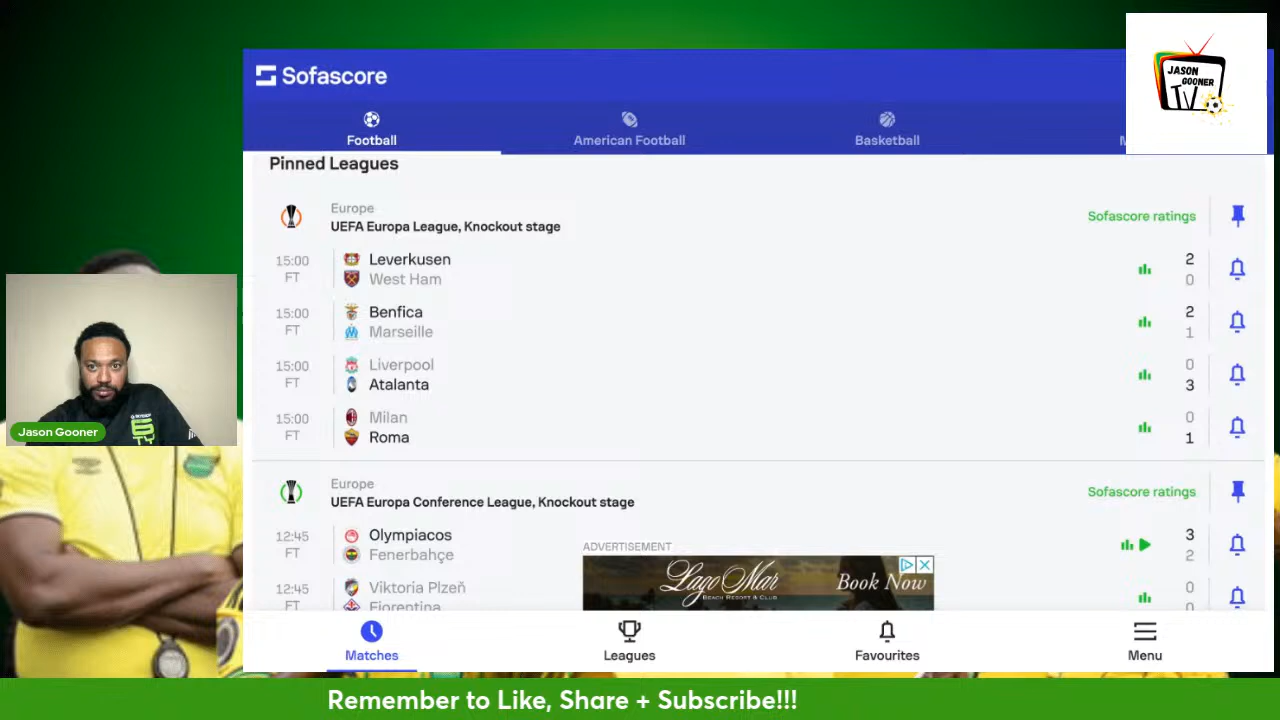 Sofascore
JASON
GOONER
TV
Football
American Football
Basketball
M
Pinned Leagues
Europe
UEFA Europa League, Knockout stage
Sofascore ratings
15:00
FT
Leverkusen
West Ham
2
0
15:00
FT
Benfica
Marseille
2
1
15:00
FT
Liverpool
Atalanta
0
3
15:00
FT
Milan
Roma
0
1
Jason Gooner
Europe
UEFA Europa Conference League, Knockout stage
Sofascore ratings
12:45
FT
Olympiacos
Fenerbahçe
3
2
ADVERTISEMENT
Lago Mar
BEACH RESORT & CLUB
Book Now
12:45
FT
Viktoria Plzeň
Fiorentina
0
0
Matches
Leagues
Favourites
Menu
Remember to Like, Share + Subscribe!!!